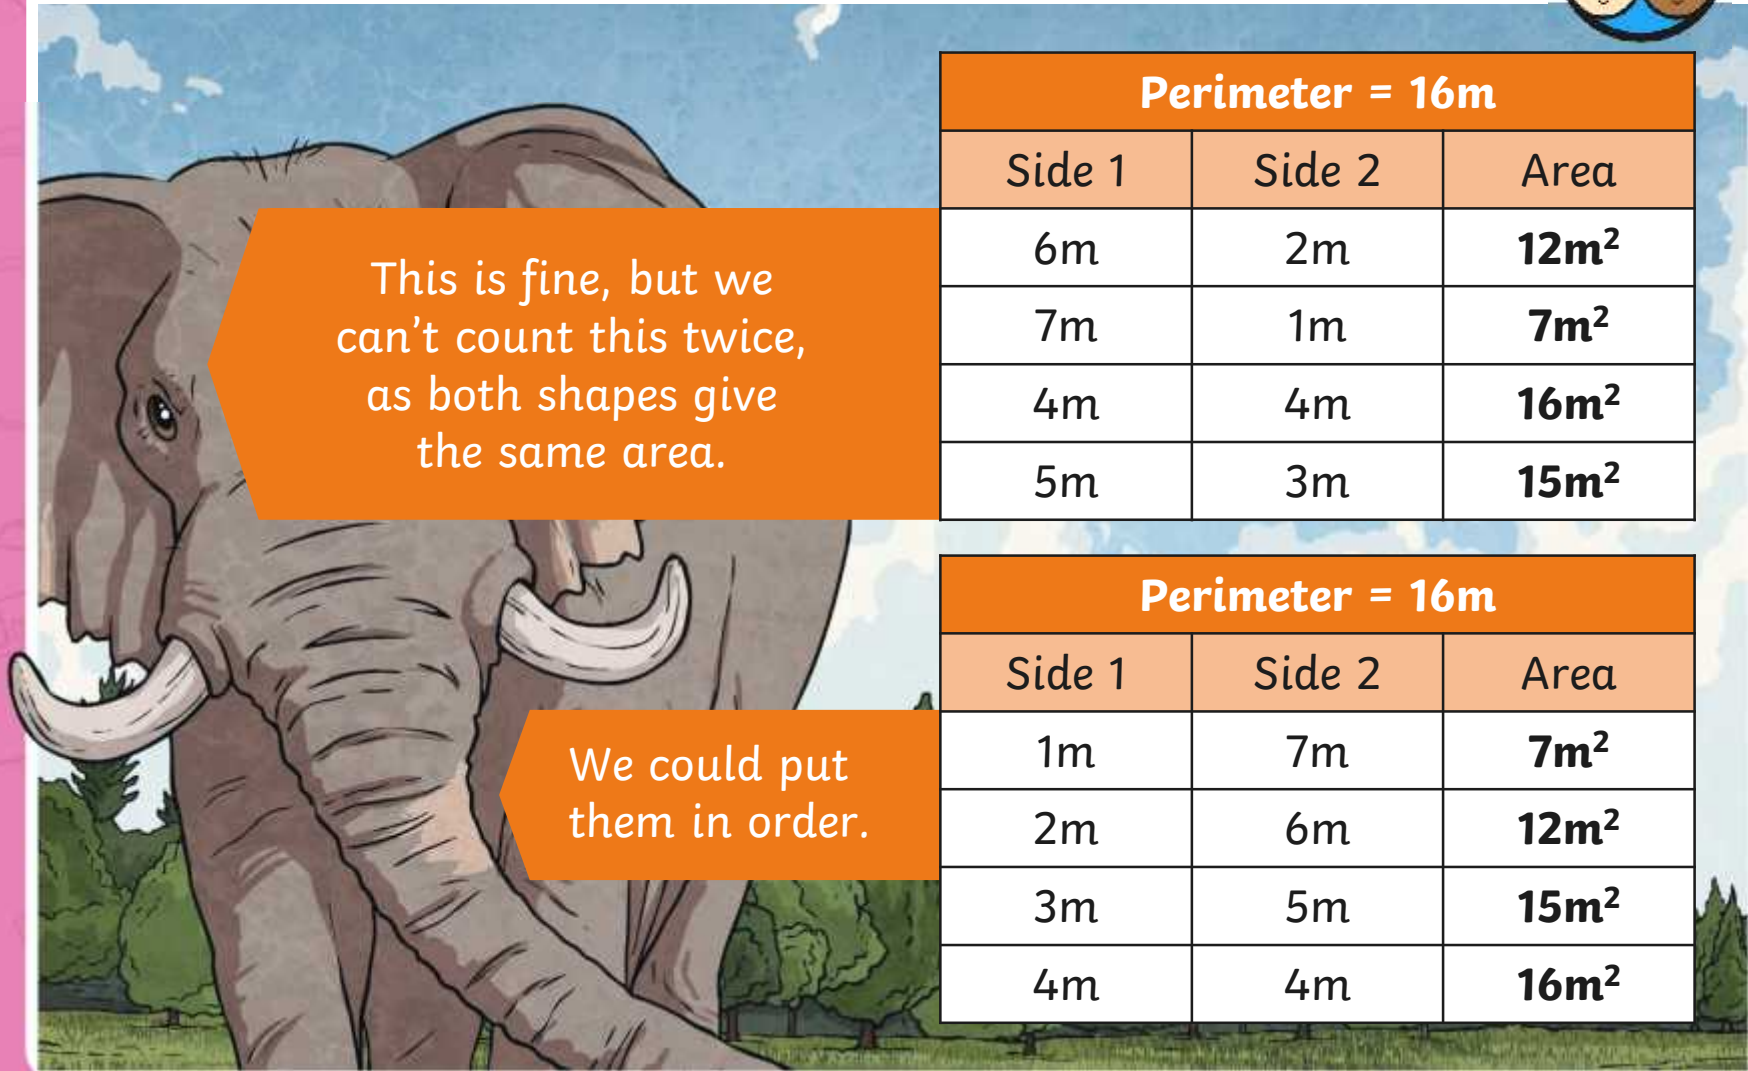 Perimeter = 16m
Side 1 Side 2 Area
6m 2m 12m²
7m 1m 7m²
4m 4m 16m²
5m 3m 15m²
This is fine, but we
can't count this twice,
as both shapes give
the same area.
Perimeter = 16m
Side 1 Side 2 Area
1m 7m 7m²
2m 6m 12m²
3m 5m 15m²
4m 4m 16m²
We could put
them in order.